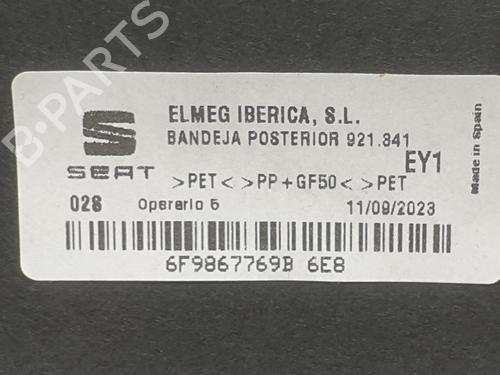 B-PARTS
ELMEG IBERICA, S.L.
BANDEJA POSTERIOR 921.841
EY1
SEAT
>PET< >PP+GF50< >PET
028 Operario 5 11/09/2023
6F9867769B 6E8
Made in Spain